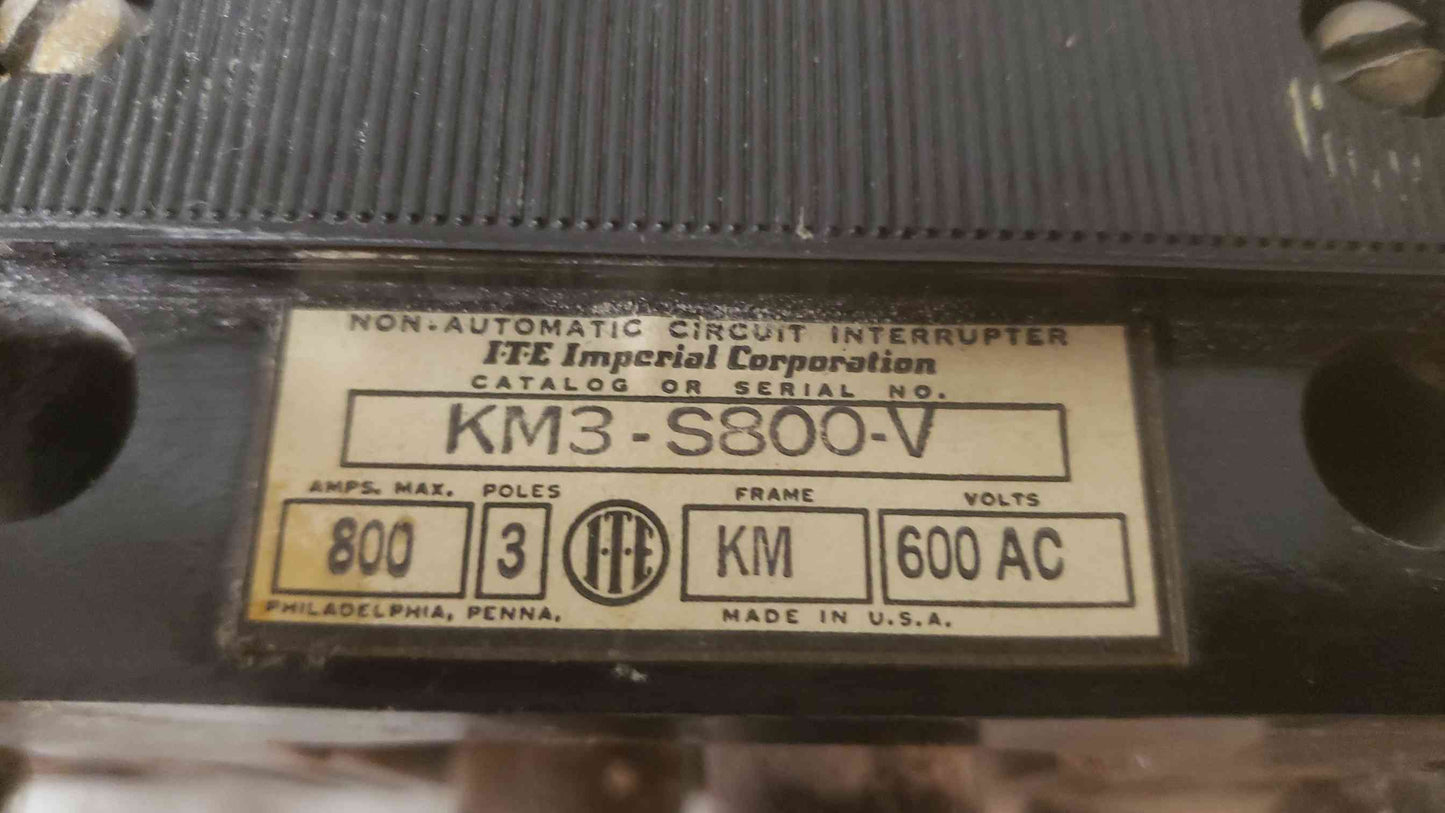 NON-AUTOMATIC CIRCUIT INTERRUPTER
I-T-E Imperial Corporation
CATALOG OR SERIAL NO.
KM3-S800-V
AMPS. MAX. POLES FRAME VOLTS
800 3 I-T-E KM 600 AC
PHILADELPHIA, PENNA. MADE IN U.S.A.